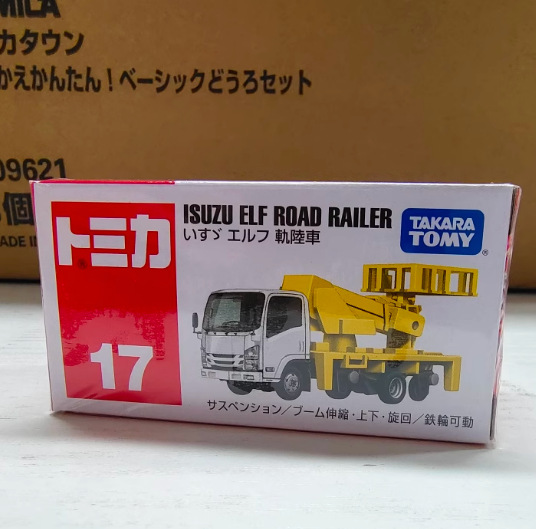 カタウン
かえかんたん！ベーシックどうろセット
09621
個
ADE I
ISUZU ELF ROAD RAILER
いすゞ エルフ 軌陸車
TAKARA
TOMY
®
トミカ
®
17
サスペンション／ブーム伸縮・上下・旋回／鉄輪可動